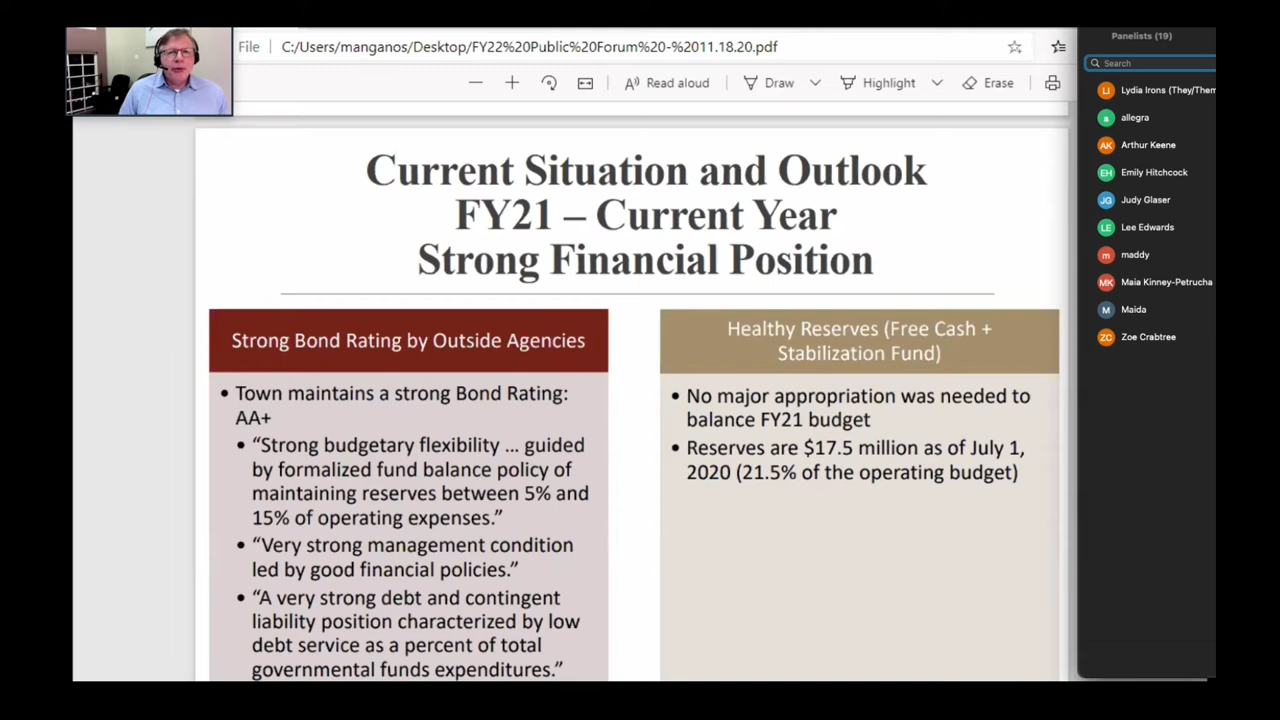 File
C:/Users/manganos/Desktop/FY22%20Public%20Forum%20-%2011.18.20.pdf
Read aloud
Draw
Highlight
Erase
Current Situation and Outlook
FY21 – Current Year
Strong Financial Position
Strong Bond Rating by Outside Agencies
• Town maintains a strong Bond Rating:
AA+
• “Strong budgetary flexibility … guided
by formalized fund balance policy of
maintaining reserves between 5% and
15% of operating expenses.”
• “Very strong management condition
led by good financial policies.”
• “A very strong debt and contingent
liability position characterized by low
debt service as a percent of total
governmental funds expenditures.”
Healthy Reserves (Free Cash +
Stabilization Fund)
• No major appropriation was needed to
balance FY21 budget
• Reserves are $17.5 million as of July 1,
2020 (21.5% of the operating budget)
Panelists (19)
Search
LI Lydia Irons (They/Them
a allegra
AK Arthur Keene
EH Emily Hitchcock
JG Judy Glaser
LE Lee Edwards
m maddy
MK Maia Kinney-Petrucha
M Maida
ZC Zoe Crabtree